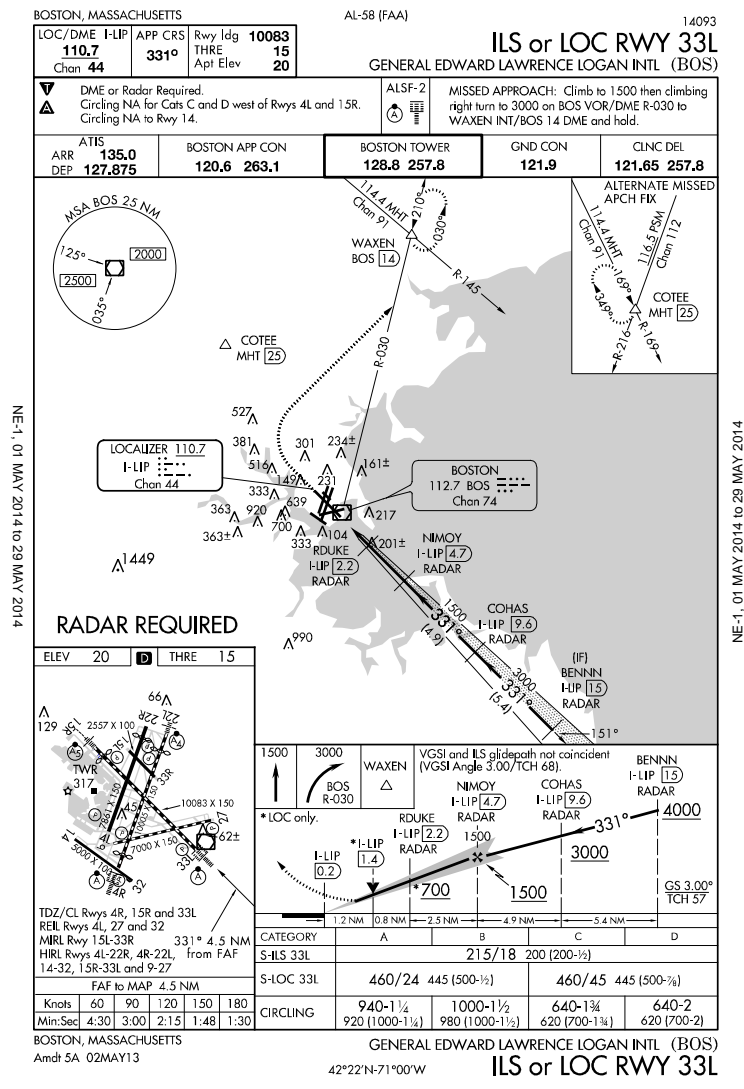 BOSTON, MASSACHUSETTS
AL-58 (FAA)
14093
LOC/DME I-LIP
110.7
Chan 44
APP CRS
331°
Rwy ldg 10083
THRE 15
Apt Elev 20
ILS or LOC RWY 33L
GENERAL EDWARD LAWRENCE LOGAN INTL (BOS)
T
A
DME or Radar Required.
Circling NA for Cats C and D west of Rwys 4L and 15R.
Circling NA to Rwy 14.
ALSF-2
A
MISSED APPROACH: Climb to 1500 then climbing
right turn to 3000 on BOS VOR/DME R-030 to
WAXEN INT/BOS 14 DME and hold.
ATIS
ARR 135.0
DEP 127.875
BOSTON APP CON
120.6 263.1
BOSTON TOWER
128.8 257.8
GND CON
121.9
CLNC DEL
121.65 257.8
MSA BOS 25 NM
125°
2000
2500
035°
114.4 MHT
Chan 91
210°
030°
WAXEN
BOS 14
R-145
R-030
ALTERNATE MISSED
APCH FIX
114.4 MHT
Chan 91
116.5 PSM
Chan 112
169°
349°
COTEE
MHT 25
R-216
R-169
COTEE
MHT 25
527
381
516
301
234±
149
231
161±
333
639
363
920
700
363±
333
104
217
201±
1449
990
LOCALIZER 110.7
I-LIP
Chan 44
BOSTON
112.7 BOS
Chan 74
RDUKE
I-LIP 2.2
RADAR
NIMOY
I-LIP 4.7
RADAR
COHAS
I-LIP 9.6
RADAR
(IF)
BENNN
I-LIP 15
RADAR
1500
331°
(4.9)
3000
331°
(5.4)
151°
RADAR REQUIRED
NE-1, 01 MAY 2014 to 29 MAY 2014
NE-1, 01 MAY 2014 to 29 MAY 2014
ELEV 20
D
THRE 15
129
15R
2557 X 100
22R
22L
66
15L
33R
A5
TWR
317
7861 X 150
10005 X 150
10083 X 150
45
4L
9
27
62±
7000 X 150
14
5000 X 100
32
4R
33L
A
A
TDZ/CL Rwys 4R, 15R and 33L
REIL Rwys 4L, 27 and 32
MIRL Rwy 15L-33R
HIRL Rwys 4L-22R, 4R-22L,
14-32, 15R-33L and 9-27
331° 4.5 NM
from FAF
FAF to MAP 4.5 NM
Knots 60 90 120 150 180
Min:Sec 4:30 3:00 2:15 1:48 1:30
1500
3000
BOS
R-030
WAXEN
VGSI and ILS glidepath not coincident
(VGSI Angle 3.00/TCH 68).
*LOC only.
I-LIP
0.2
*I-LIP
1.4
RDUKE
I-LIP 2.2
RADAR
NIMOY
I-LIP 4.7
RADAR
1500
COHAS
I-LIP 9.6
RADAR
BENNN
I-LIP 15
RADAR
4000
331°
3000
*700
1500
GS 3.00°
TCH 57
1.2 NM 0.8 NM 2.5 NM 4.9 NM 5.4 NM
CATEGORY A B C D
S-ILS 33L 215/18 200 (200-½)
S-LOC 33L 460/24 445 (500-½) 460/45 445 (500-⅞)
CIRCLING
940-1¼
920 (1000-1¼)
1000-1½
980 (1000-1½)
640-1¾
620 (700-1¾)
640-2
620 (700-2)
BOSTON, MASSACHUSETTS
Amdt 5A 02MAY13
42°22'N-71°00'W
GENERAL EDWARD LAWRENCE LOGAN INTL (BOS)
ILS or LOC RWY 33L